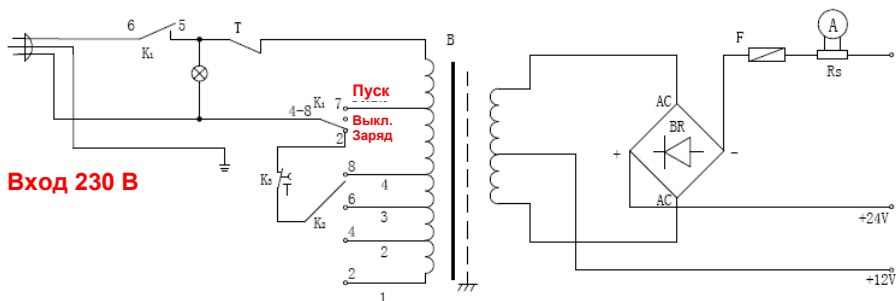 6
5
K₁
T
B
F
A
Rs
Пуск
4-8
K₁
7
Выкл.
Заряд
2
AC
BR
+
-
AC
Вход 230 В
K₃
8
4
K₂
6
3
4
2
2
1
+24V
+12V